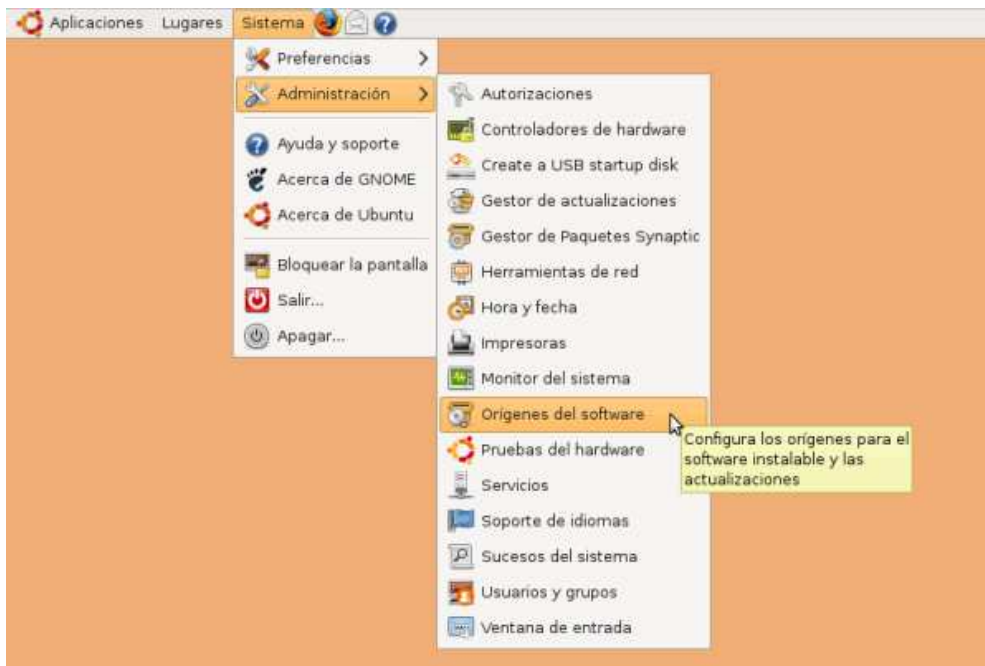 Aplicaciones Lugares Sistema
Preferencias
Administración
Ayuda y soporte
Acerca de GNOME
Acerca de Ubuntu
Bloquear la pantalla
Salir...
Apagar...
Autorizaciones
Controladores de hardware
Create a USB startup disk
Gestor de actualizaciones
Gestor de Paquetes Synaptic
Herramientas de red
Hora y fecha
Impresoras
Monitor del sistema
Orígenes del software
Pruebas del hardware
Servicios
Soporte de idiomas
Sucesos del sistema
Usuarios y grupos
Ventana de entrada
Configura los orígenes para el
software instalable y las
actualizaciones